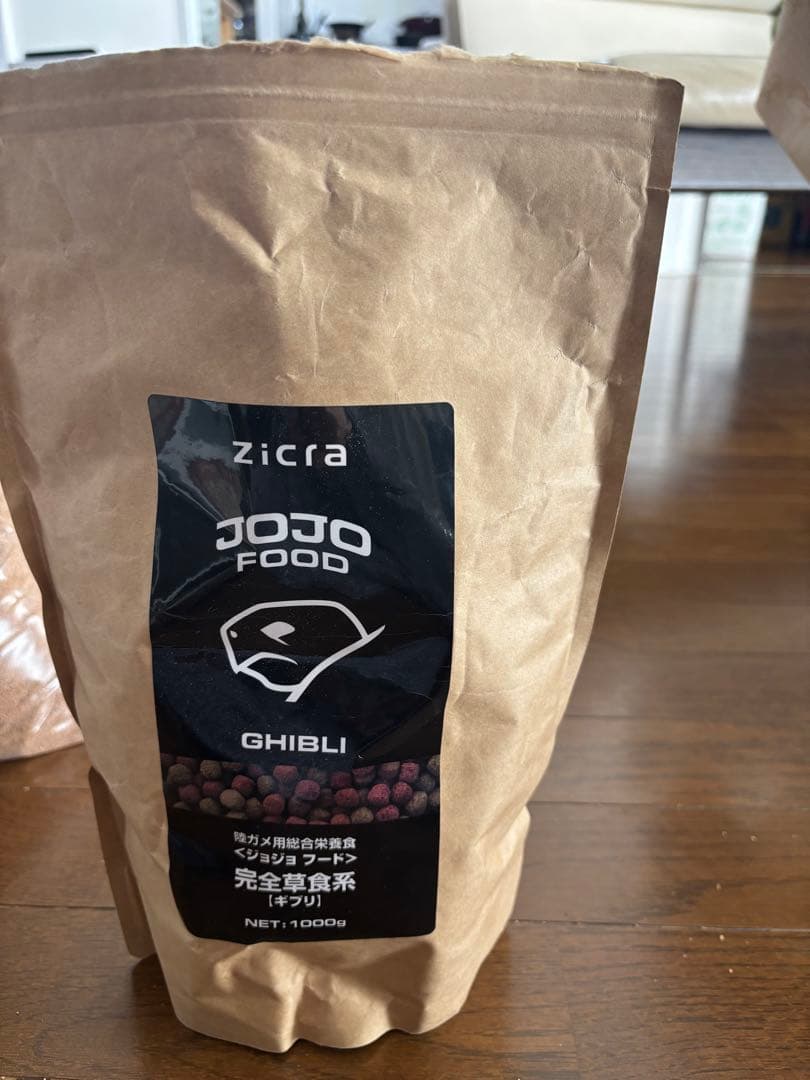 zicra
JOJO
FOOD
GHIBLI
陸ガメ用総合栄養食
<ジョジョ フード>
完全草食系
【ギブリ】
NET:1000g